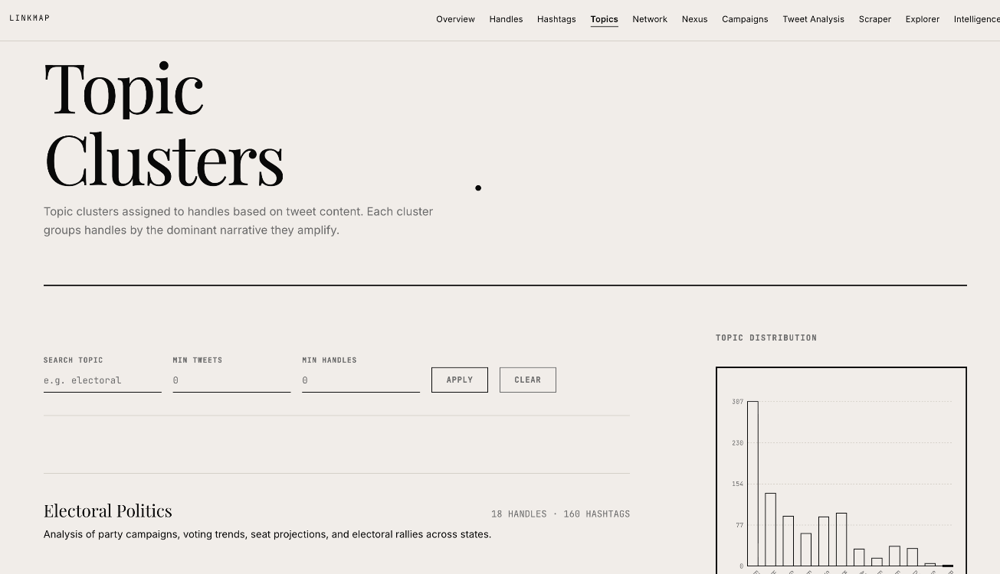 LINKMAP
Overview Handles Hashtags Topics Network Nexus Campaigns Tweet Analysis Scraper Explorer Intelligence
Topic
Clusters
Topic clusters assigned to handles based on tweet content. Each cluster
groups handles by the dominant narrative they amplify.
SEARCH TOPIC MIN TWEETS MIN HANDLES
e.g. electoral 0 0 APPLY CLEAR
Electoral Politics 18 HANDLES · 160 HASHTAGS
Analysis of party campaigns, voting trends, seat projections, and electoral rallies across states.
TOPIC DISTRIBUTION
307
230
154
77
0